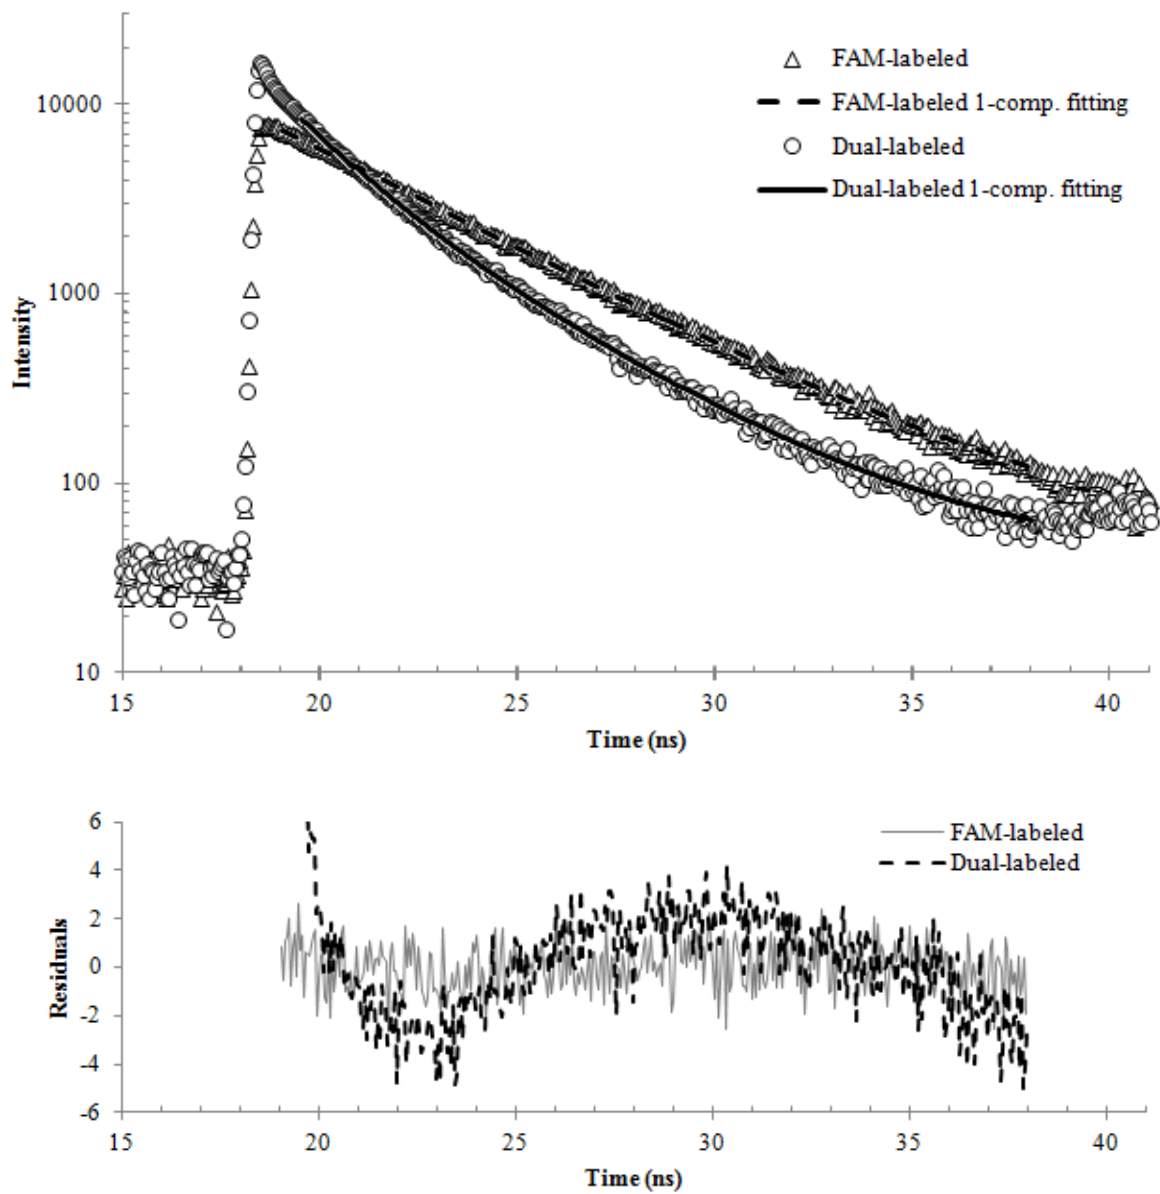 FAM-labeled
FAM-labeled 1-comp. fitting
Dual-labeled
Dual-labeled 1-comp. fitting
10000
1000
100
10
Intensity
15 20 25 30 35 40
Time (ns)
FAM-labeled
Dual-labeled
6
4
2
0
-2
-4
-6
Residuals
15 20 25 30 35 40
Time (ns)